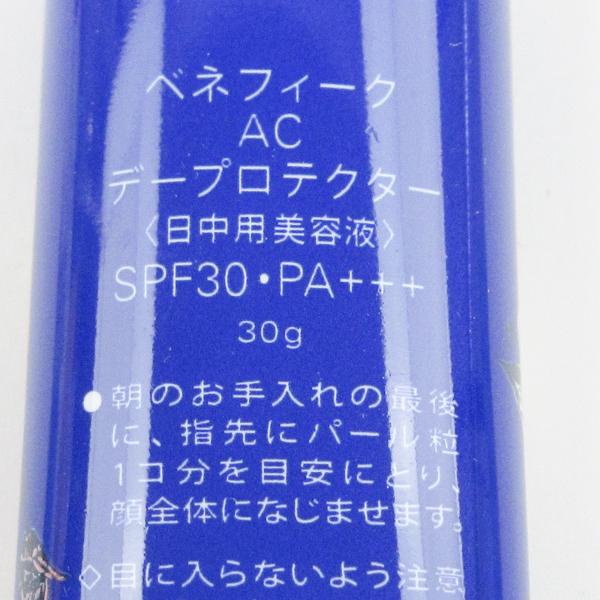 ベネフィーク
AC
デープロテクター
〈日中用美容液〉
SPF30・PA+++
30g
●朝のお手入れの最後
に、指先にパール粒
1コ分を目安にとり、
顔全体になじませます。
◇目に入らないよう注意